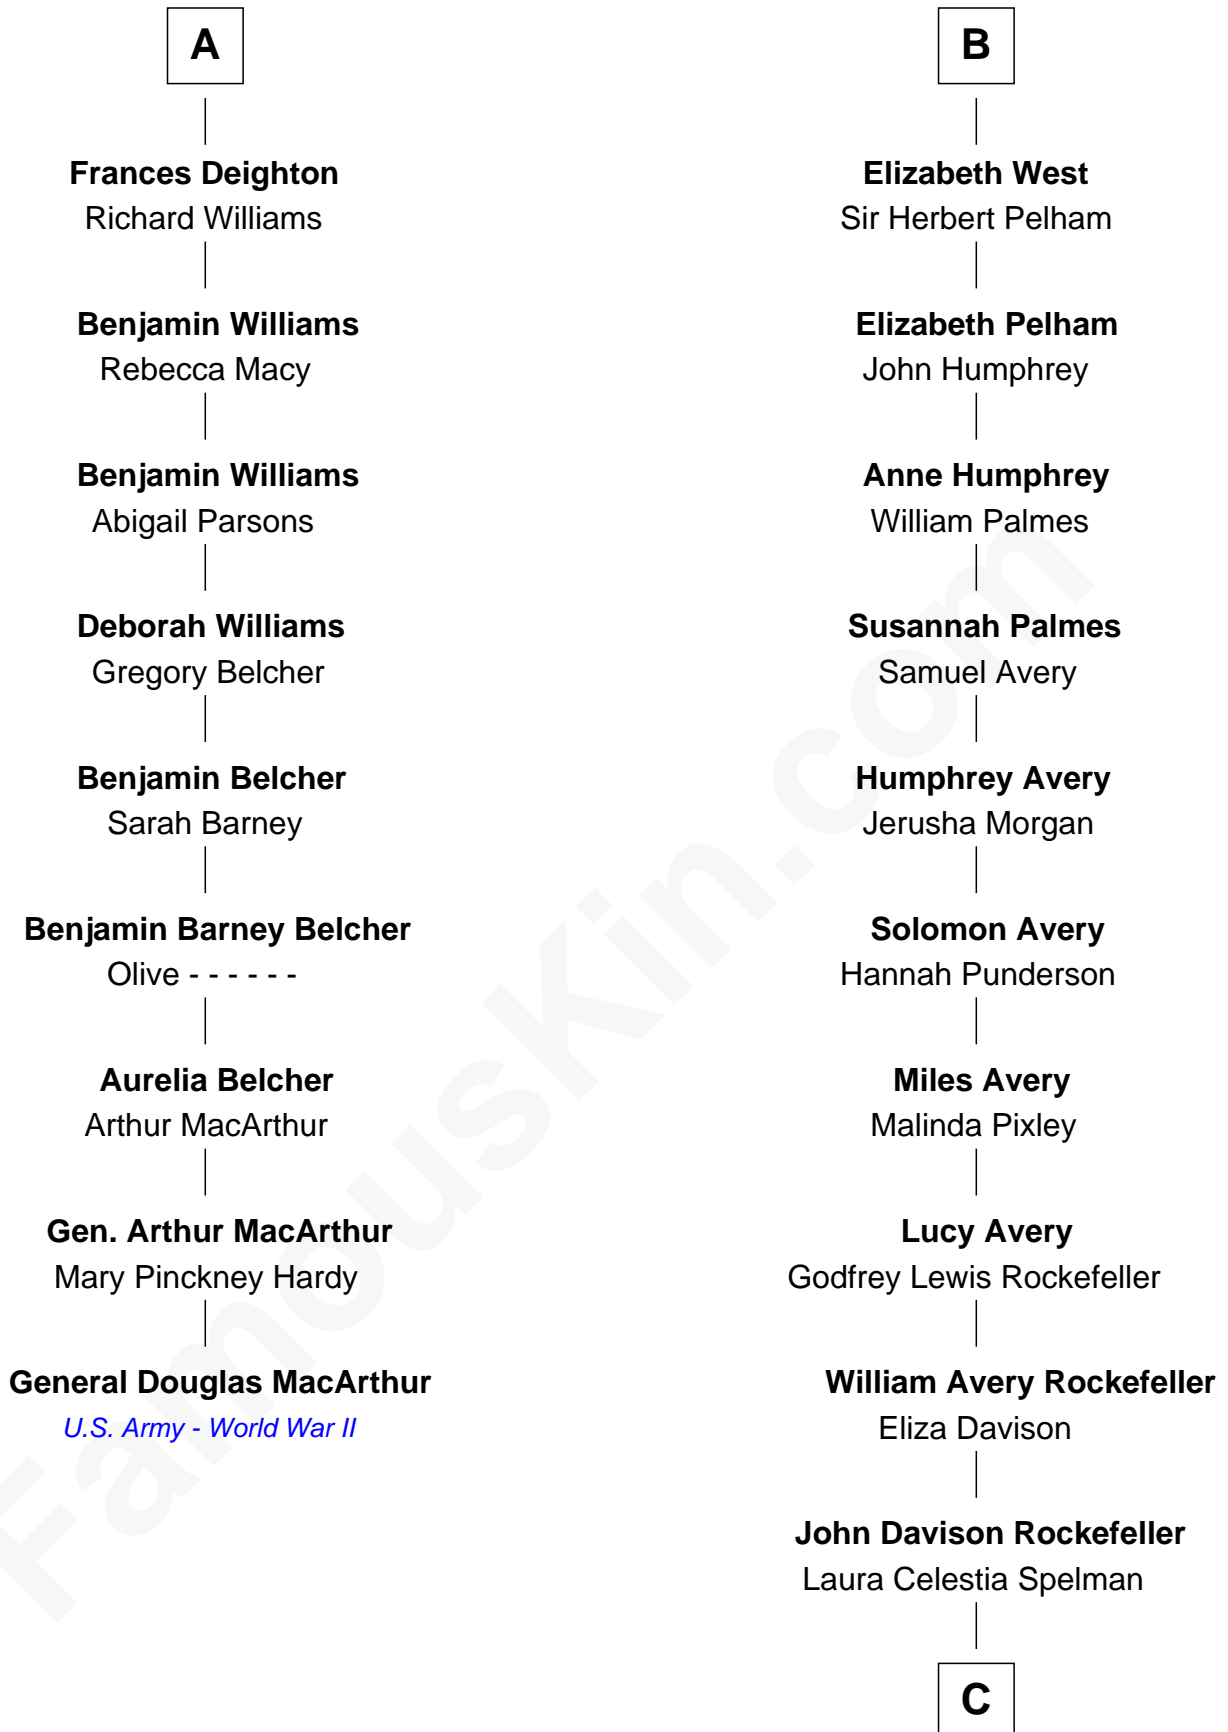 A
Frances Deighton
Richard Williams
Benjamin Williams
Rebecca Macy
Benjamin Williams
Abigail Parsons
Deborah Williams
Gregory Belcher
Benjamin Belcher
Sarah Barney
Benjamin Barney Belcher
Olive - - - - - -
Aurelia Belcher
Arthur MacArthur
Gen. Arthur MacArthur
Mary Pinckney Hardy
General Douglas MacArthur
U.S. Army - World War II
B
Elizabeth West
Sir Herbert Pelham
Elizabeth Pelham
John Humphrey
Anne Humphrey
William Palmes
Susannah Palmes
Samuel Avery
Humphrey Avery
Jerusha Morgan
Solomon Avery
Hannah Punderson
Miles Avery
Malinda Pixley
Lucy Avery
Godfrey Lewis Rockefeller
William Avery Rockefeller
Eliza Davison
John Davison Rockefeller
Laura Celestia Spelman
C
FamousKin.com